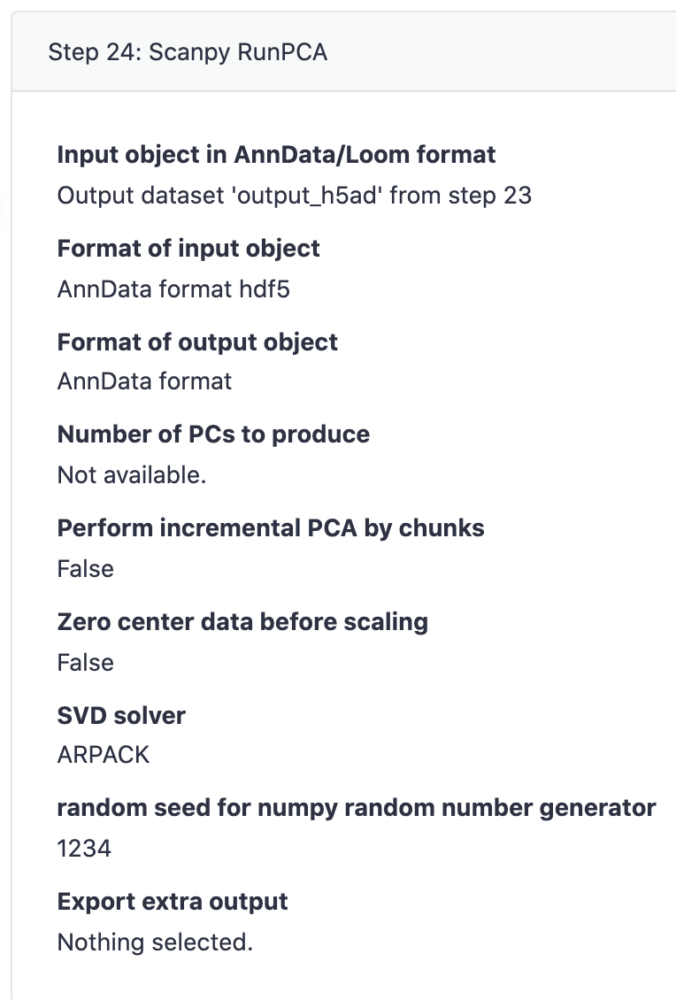 Step 24: Scanpy RunPCA
Input object in AnnData/Loom format
Output dataset 'output_h5ad' from step 23
Format of input object
AnnData format hdf5
Format of output object
AnnData format
Number of PCs to produce
Not available.
Perform incremental PCA by chunks
False
Zero center data before scaling
False
SVD solver
ARPACK
random seed for numpy random number generator
1234
Export extra output
Nothing selected.